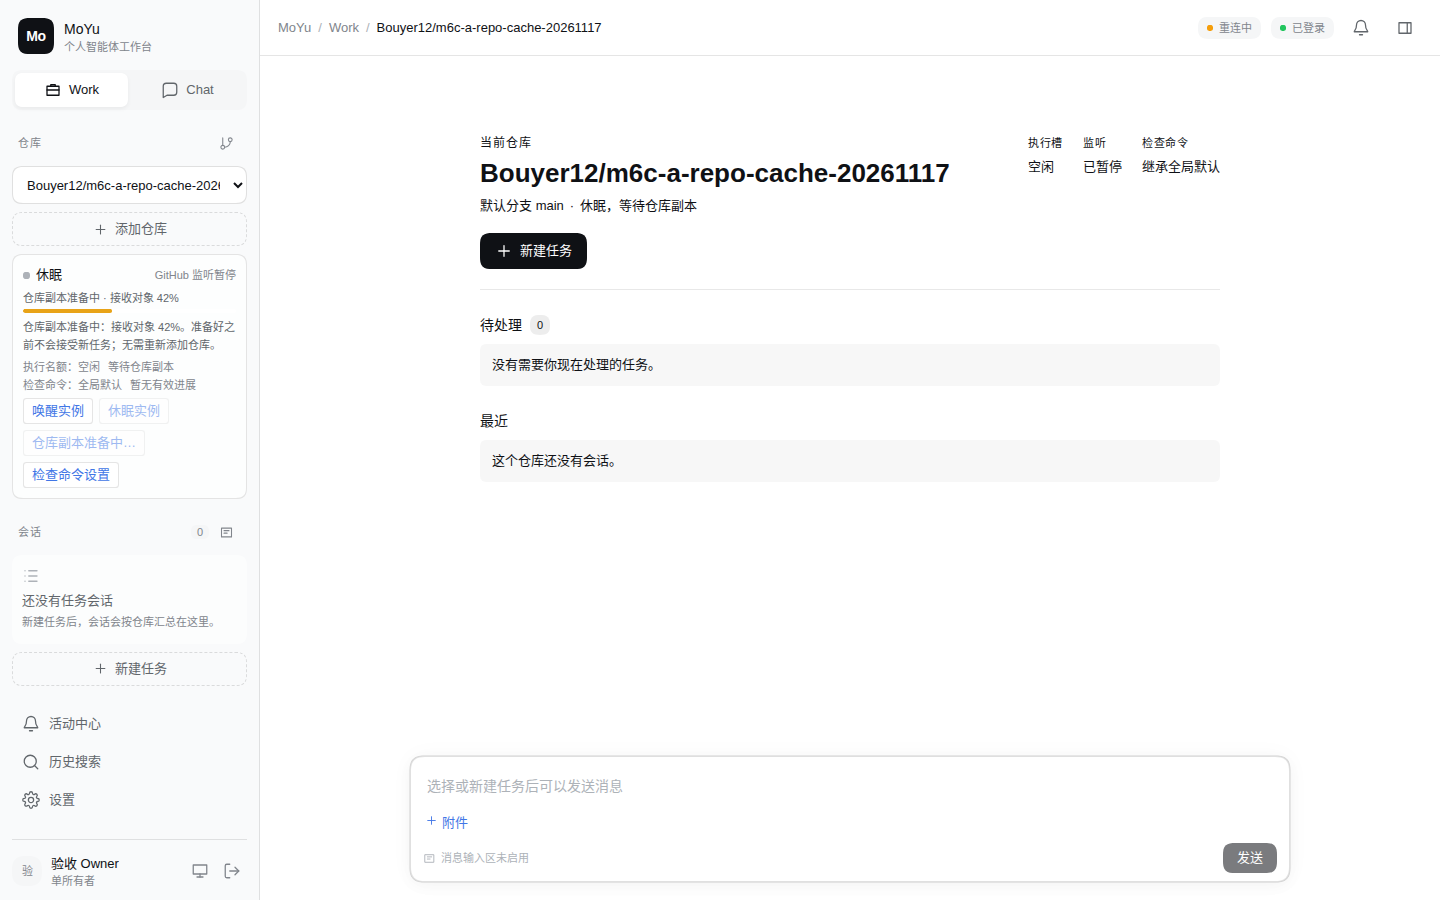 Mo
MoYu
个人智能体工作台
Work
Chat
仓库
Bouyer12/m6c-a-repo-cache-202
添加仓库
休眠
GitHub 监听暂停
仓库副本准备中 · 接收对象 42%
仓库副本准备中：接收对象 42%。准备好之
前不会接受新任务；无需重新添加仓库。
执行名额：空闲 等待仓库副本
检查命令：全局默认 暂无有效进展
唤醒实例
休眠实例
仓库副本准备中…
检查命令设置
会话
0
还没有任务会话
新建任务后，会话会按仓库汇总在这里。
新建任务
活动中心
历史搜索
设置
验
验收 Owner
单所有者
MoYu / Work / Bouyer12/m6c-a-repo-cache-20261117
重连中
已登录
当前仓库
Bouyer12/m6c-a-repo-cache-20261117
默认分支 main · 休眠，等待仓库副本
执行槽
空闲
监听
已暂停
检查命令
继承全局默认
新建任务
待处理
0
没有需要你现在处理的任务。
最近
这个仓库还没有会话。
选择或新建任务后可以发送消息
附件
消息输入区未启用
发送